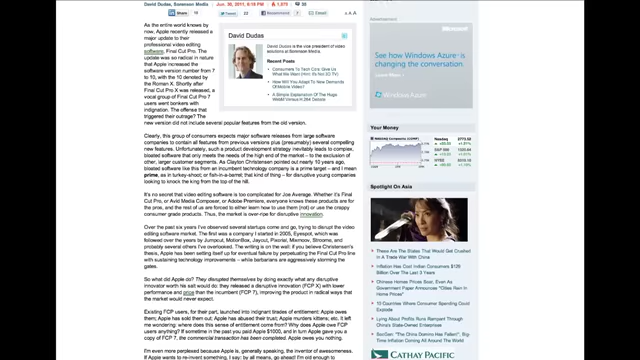 David Dudas, Sorenson Media | Jun. 30, 2011, 6:16 PM | 1,075 | 30
Share
Tweet
Recommend
Email
A A A
As the entire world knows by
now, Apple recently released a
major update to their
professional video editing
software, Final Cut Pro. The
update was so radical in nature
that Apple increased the
software version number from 7
to 10, with the 10 denoted by
the Roman X. Shortly after
Final Cut Pro X was released, a
vocal group of Final Cut 7
users went bonkers with
indignation. The offense that
triggered their outrage? The
new version did not include several popular features from the old version.
David Dudas
David Dudas is the vice president of video
solutions at Sorenson Media.
Recent Posts
Consumers To Tech Cos: Give Us
What We Want (Hint: It's Not 3D TV)
How Will You Adapt To New Demands
Of Mobile Video?
A Simple Explanation Of The Huge
WebM Versus H.264 Debate
Clearly, this group of consumers expects major software releases from large software
companies to contain all features from previous versions plus (presumably) several compelling
new features. Unfortunately, such a product development strategy inevitably leads to complex,
bloated software that only meets the needs of the high end of the market – to the exclusion of
other, larger customer segments. As Clayton Christensen pointed out nearly 10 years ago,
bloated software like this from an incumbent technology company is a prime target – and I mean
prime, as in turkey-shoot; or fish-in-a-barrel; that kind of thing – for disruptive young companies
looking to knock the king from the top of the hill.
It's no secret that video editing software is too complicated for Joe Average. Whether it's Final
Cut Pro, or Avid Media Composer, or Adobe Premiere, everyone knows these products are for
the pros, and the rest of us are forced to either learn how to use them (not) or use the crappy
consumer grade products. Thus, the market is over-ripe for disruptive innovation.
Over the past six years I've observed several startups come and go, trying to disrupt the video
editing software market. The first was a company I started in 2005, Eyespot, which was
followed over the years by Jumpcut, MotionBox, Jaycut, Pixorial, Mixmoov, Stroome, and
probably several others I've overlooked. The writing is on the wall: if you believe Christensen's
thesis, Apple has been setting itself up for eventual failure by perpetuating the Final Cut Pro line
with sustaining technology improvements – while barbarians are aggressively storming the
gates.
So what did Apple do? They disrupted themselves by doing exactly what any disruptive
innovator worth his salt would do: they released a disruptive innovation (FCP X) with lower
performance and price than the incumbent (FCP 7), improving the product in radical ways that
the market would never expect.
Existing FCP users, for their part, launched into indignant tirades of entitlement: Apple owes
them; Apple has sold them out; Apple has abused their trust; Apple murders kittens; etc. It left
me wondering: where does this sense of entitlement come from? Why does Apple owe FCP
users anything? If sometime in the past you paid Apple $1000, and in turn Apple gave you a
copy of FCP 7, the commercial transaction has been completed. Apple owes you nothing.
I'm even more perplexed because Apple is, generally speaking, the inventor of awesomeness.
If Apple wants to re-invent something, I say by all means, go ahead I'm old enough to
Advertisement
Microsoft
See how Windows Azure is
changing the conversation.
Learn More
Windows Azure
Your Money
Spotlight On Asia
These Are The States That Would Get Crushed
In A Trade War With China
Inflation Has Cost Indian Consumers $125
Billion Over The Last 3 Years
Chinese Homes Prices Soar, Even As
Government Paper Announces "Cities Rein In
Home Prices"
10 Countries Where Consumers Could
Explode
Lying About Profits Runs Rampant Through
China's State-Owned Enterprises
SocGen: "The China Domino Has Fallen", Big-
Time Inflation Coming All Around The World
CATHAY PACIFIC